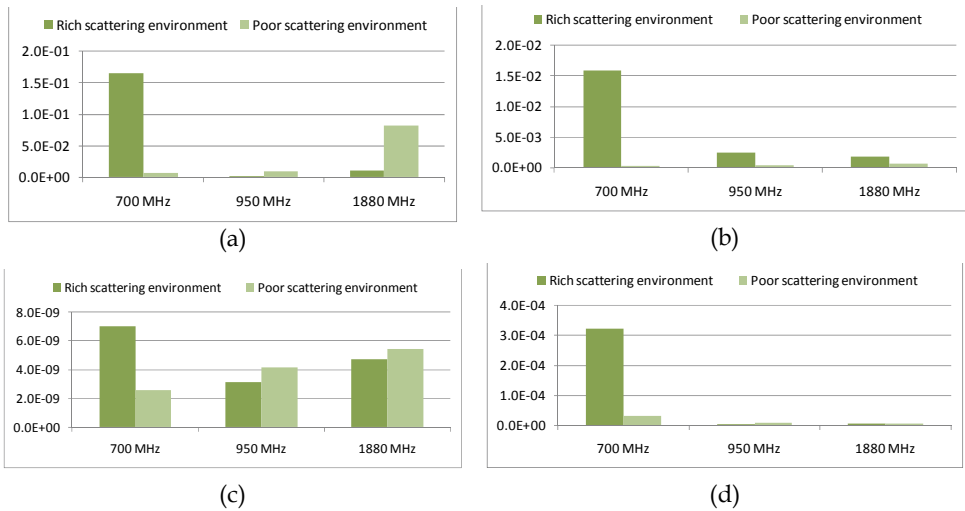 Rich scattering environment Poor scattering environment
2.0E-01
1.5E-01
1.0E-01
5.0E-02
0.0E+00
700 MHz 950 MHz 1880 MHz
(a)
Rich scattering environment Poor scattering environment
2.0E-02
1.5E-02
1.0E-02
5.0E-03
0.0E+00
700 MHz 950 MHz 1880 MHz
(b)
Rich scattering environment Poor scattering environment
8.0E-09
6.0E-09
4.0E-09
2.0E-09
0.0E+00
700 MHz 950 MHz 1880 MHz
(c)
Rich scattering environment Poor scattering environment
4.0E-04
3.0E-04
2.0E-04
1.0E-04
0.0E+00
700 MHz 950 MHz 1880 MHz
(d)